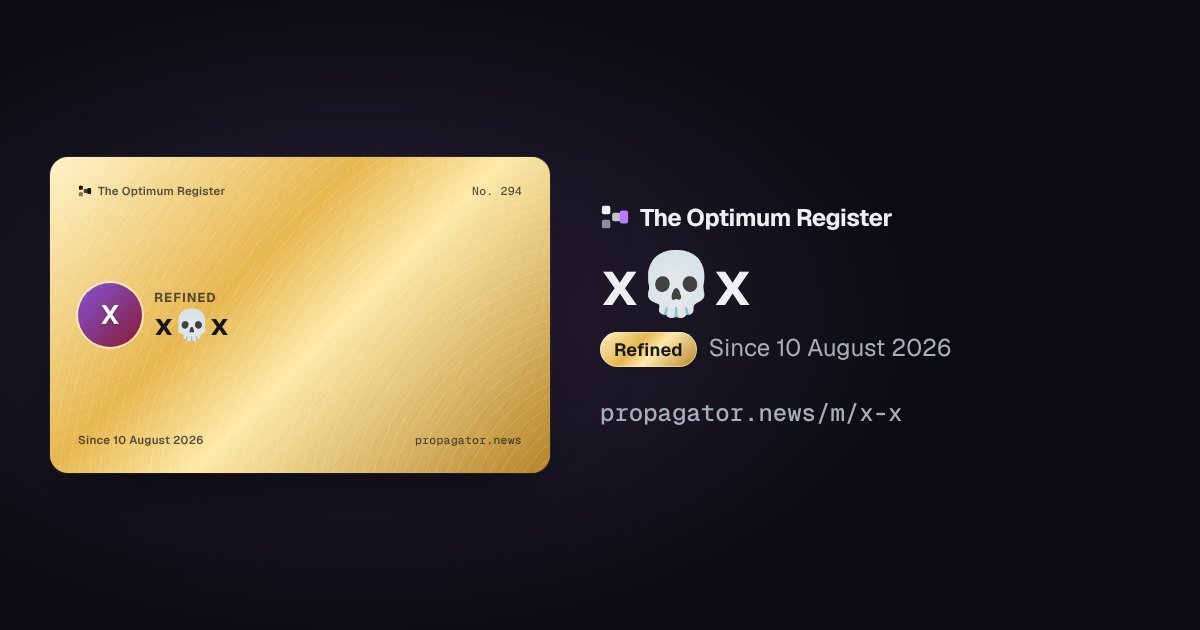 The Optimum Register
No. 294
X
REFINED
x💀x
Since 10 August 2026
propagator.news
The Optimum Register
x💀x
Refined
Since 10 August 2026
propagator.news/m/x-x